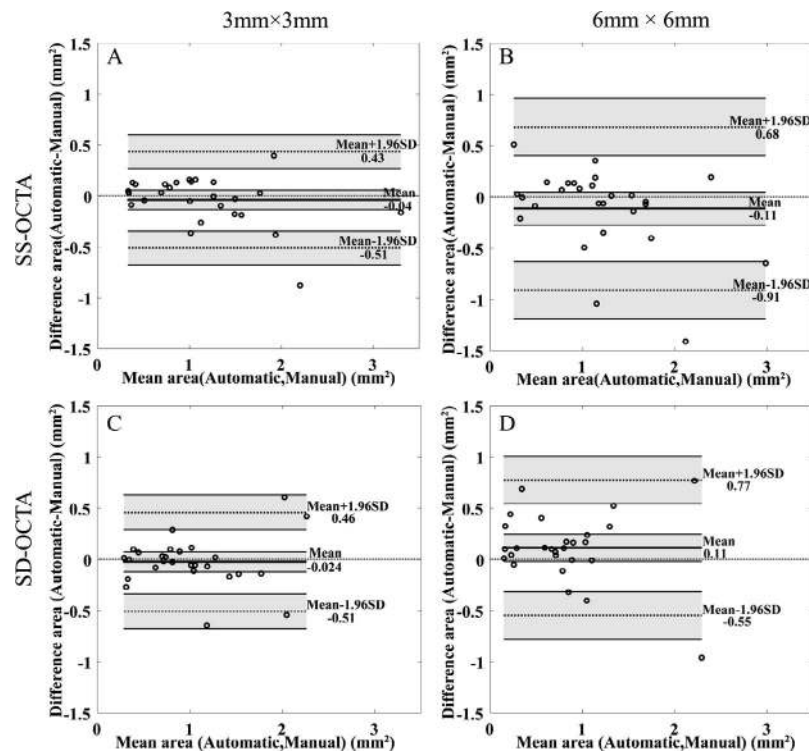 3mm×3mm
6mm × 6mm
SS-OCTA
SD-OCTA
A
Difference area(Automatic-Manual) (mm²)
1.5
1
0.5
0
-0.5
-1
-1.5
Mean+1.96SD
0.43
Mean
-0.04
Mean-1.96SD
-0.51
0
1
2
3
Mean area(Automatic,Manual) (mm²)
B
Difference area(Automatic-Manual) (mm²)
1.5
1
0.5
0
-0.5
-1
-1.5
Mean+1.96SD
0.68
Mean
-0.11
Mean-1.96SD
-0.91
0
1
2
3
Mean area(Automatic,Manual) (mm²)
C
Difference area (Automatic-Manual) (mm²)
1.5
1
0.5
0
-0.5
-1
-1.5
Mean+1.96SD
0.46
Mean
-0.024
Mean-1.96SD
-0.51
0
1
2
3
Mean area (Automatic,Manual) (mm²)
D
Difference area (Automatic-Manual) (mm²)
1.5
1
0.5
0
-0.5
-1
-1.5
Mean+1.96SD
0.77
Mean
0.11
Mean-1.96SD
-0.55
0
1
2
3
Mean area (Automatic,Manual) (mm²)